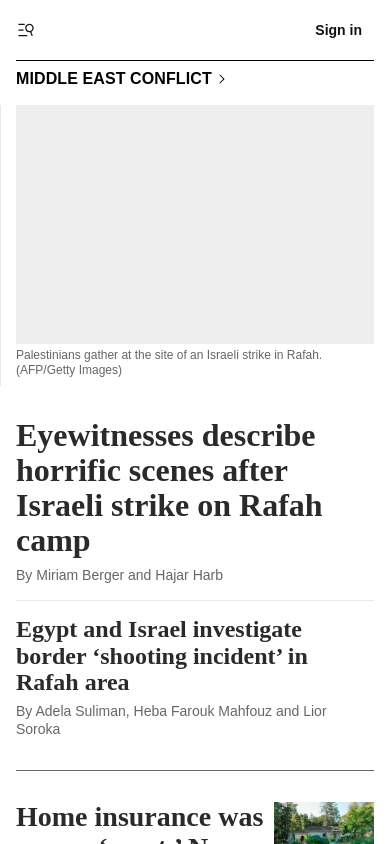 Sign in
MIDDLE EAST CONFLICT
Palestinians gather at the site of an Israeli strike in Rafah.
(AFP/Getty Images)
Eyewitnesses describe
horrific scenes after
Israeli strike on Rafah
camp
By Miriam Berger and Hajar Harb
Egypt and Israel investigate
border ‘shooting incident’ in
Rafah area
By Adela Suliman, Heba Farouk Mahfouz and Lior
Soroka
Home insurance was